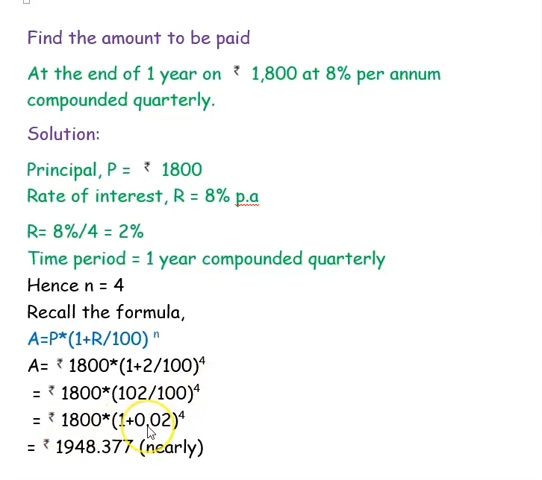 Find the amount to be paid
At the end of 1 year on ₹ 1,800 at 8% per annum
compounded quarterly.
Solution:
Principal, P = ₹ 1800
Rate of interest, R = 8% p.a
R= 8%/4 = 2%
Time period = 1 year compounded quarterly
Hence n = 4
Recall the formula,
A=P*(1+R/100) ⁿ
A= ₹ 1800*(1+2/100)⁴
= ₹ 1800*(102/100)⁴
= ₹ 1800*(1+0.02)⁴
= ₹ 1948.377 (nearly)